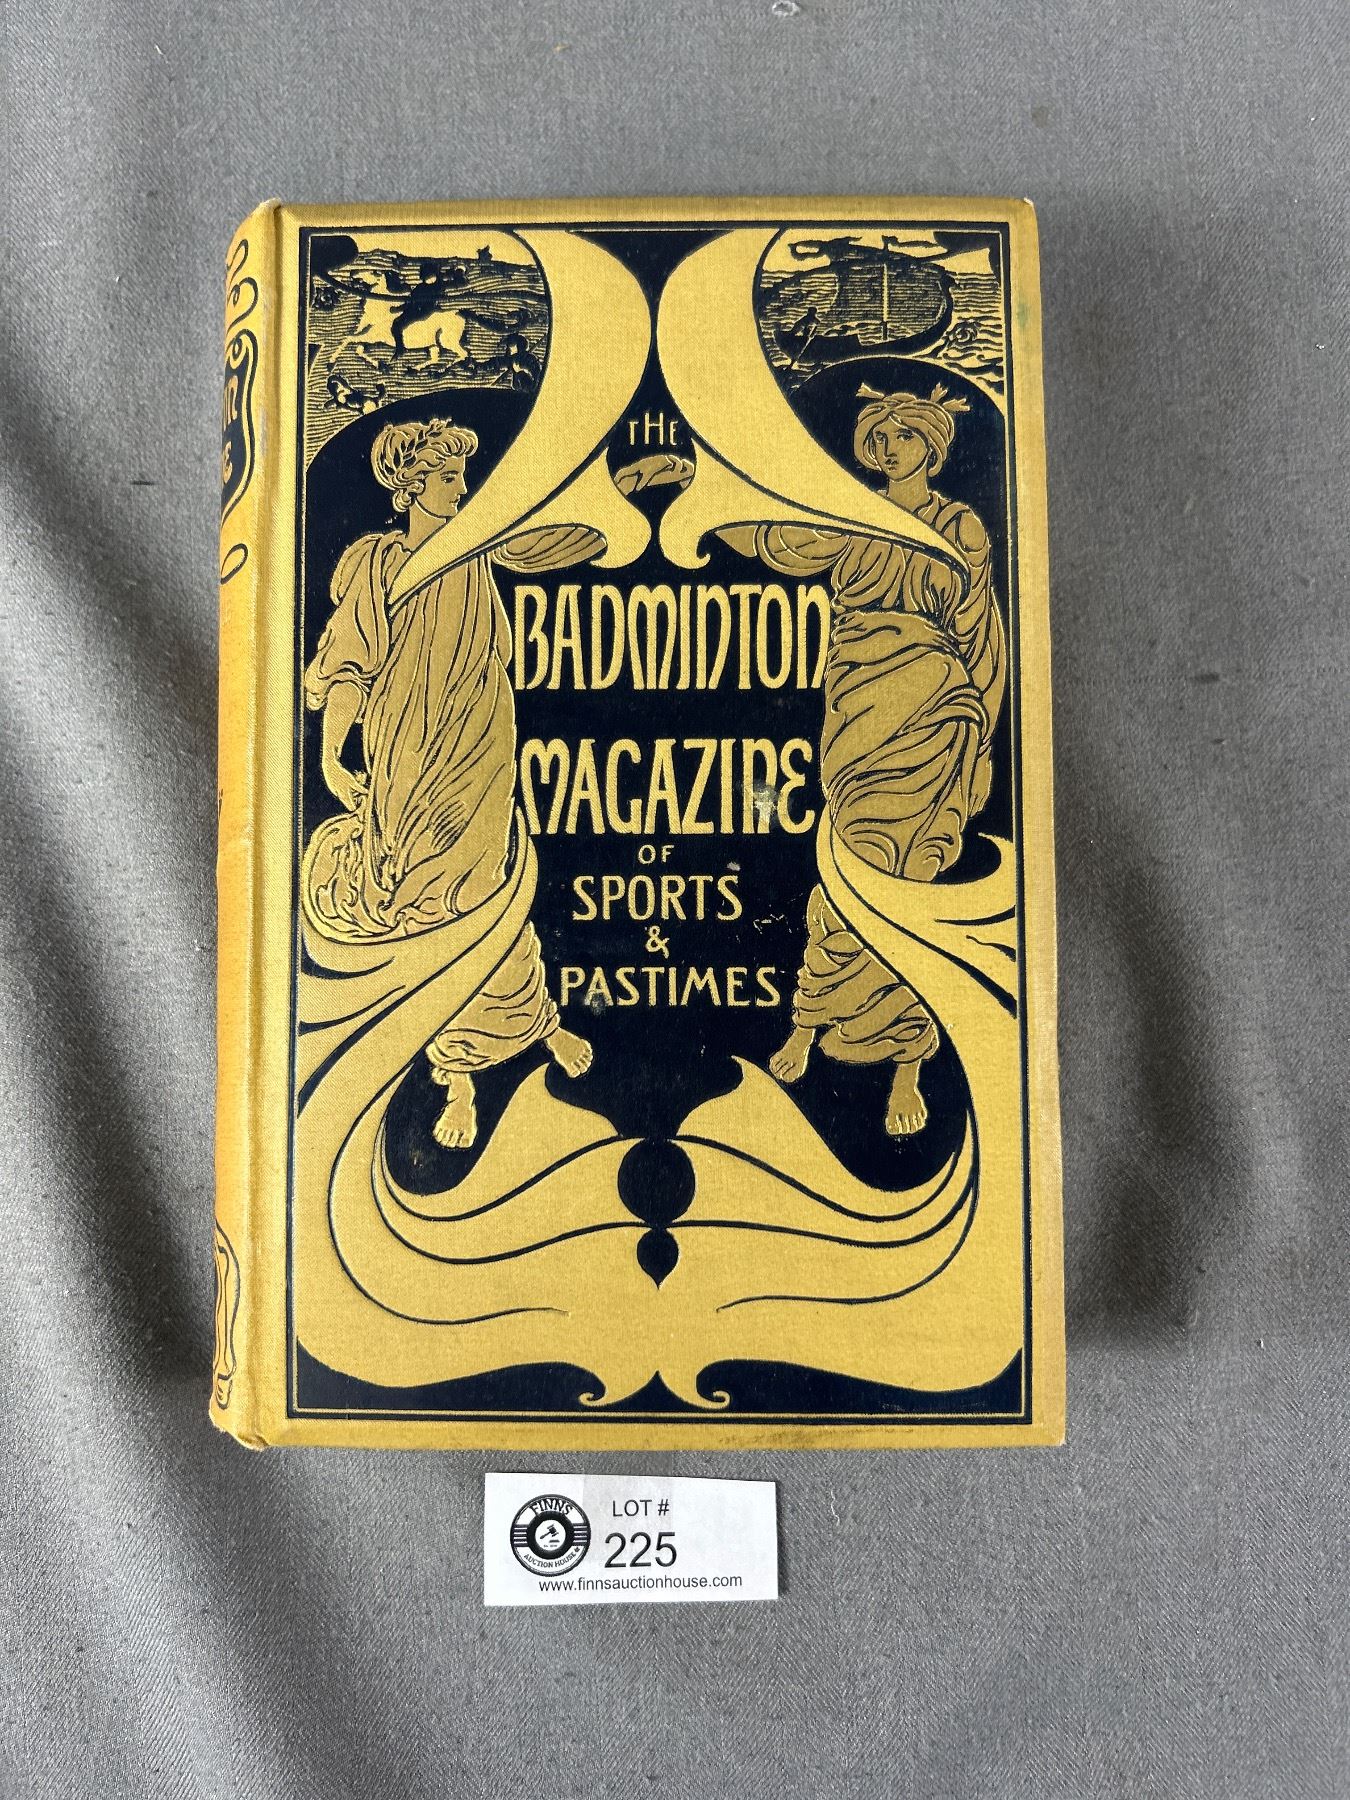 THE
BADMINTON
MAGAZINE
OF
SPORTS
&
PASTIMES
FINNS
AUCTION HOUSE
LOT #
225
www.finnsauctionhouse.com